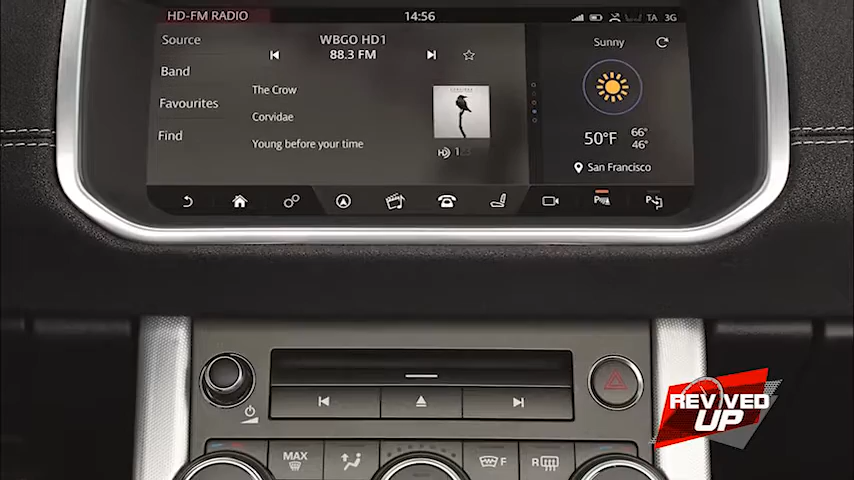 HD-FM RADIO
14:56
TA 3G
Source
Band
Favourites
Find
WBGO HD1
88.3 FM
The Crow
Corvidae
Young before your time
Sunny
50°F
66°
46°
San Francisco
MAX
F
R
REVIVED
UP